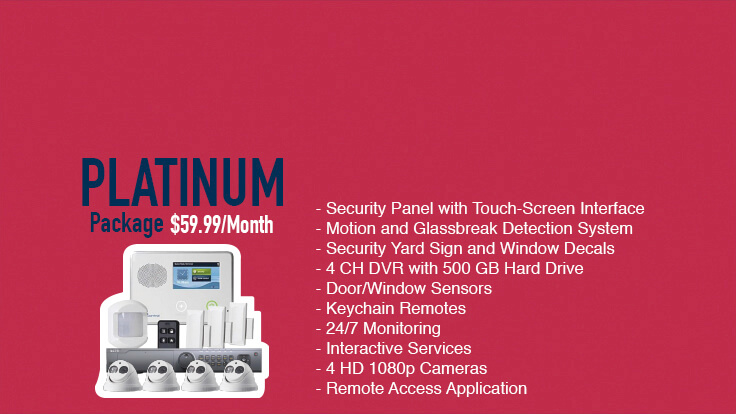 PLATINUM
Package $59.99/Month
- Security Panel with Touch-Screen Interface
- Motion and Glassbreak Detection System
- Security Yard Sign and Window Decals
- 4 CH DVR with 500 GB Hard Drive
- Door/Window Sensors
- Keychain Remotes
- 24/7 Monitoring
- Interactive Services
- 4 HD 1080p Cameras
- Remote Access Application